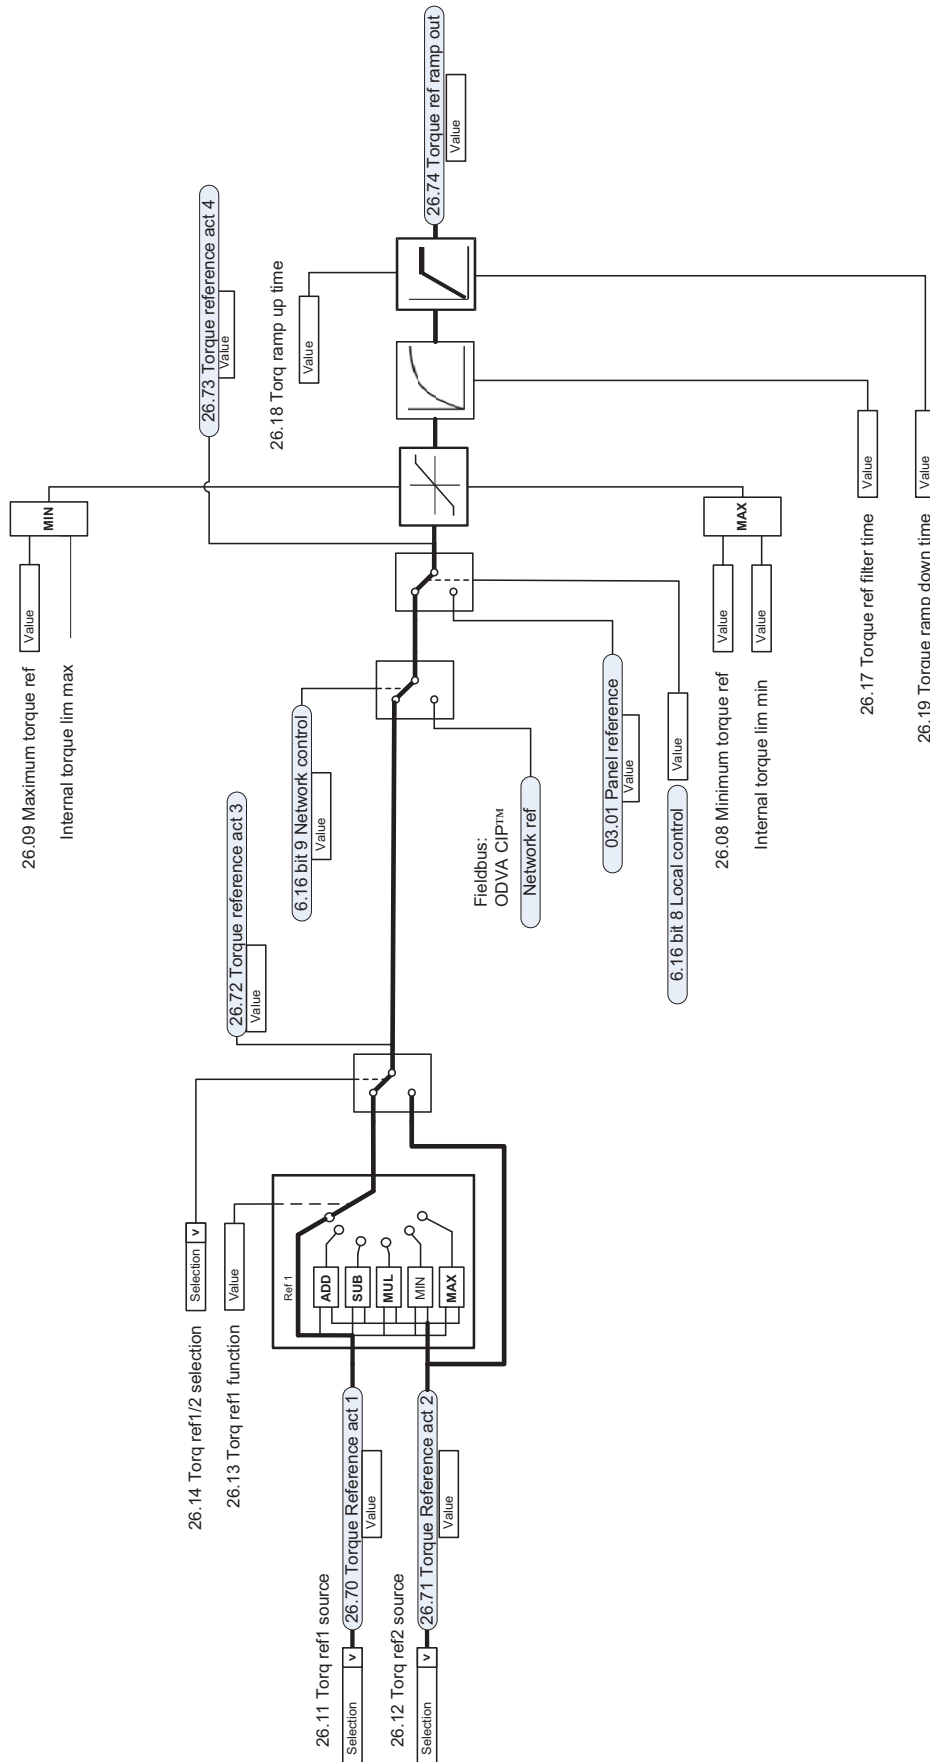 26.11 Torq ref1 source
Selection
v
26.70 Torque Reference act 1
Value
26.12 Torq ref2 source
Selection
v
26.71 Torque Reference act 2
Value
26.14 Torq ref1/2 selection
Selection
v
26.13 Torq ref1 function
Value
Ref 1
ADD
SUB
MUL
MIN
MAX
26.72 Torque reference act 3
Value
6.16 bit 9 Network control
Value
Fieldbus:
ODVA CIP™
Network ref
03.01 Panel reference
Value
6.16 bit 8 Local control
Value
26.09 Maximum torque ref
Value
Internal torque lim max
MIN
26.73 Torque reference act 4
Value
26.08 Minimum torque ref
Value
Internal torque lim min
Value
MAX
26.18 Torq ramp up time
Value
26.17 Torque ref filter time
Value
26.19 Torque ramp down time
Value
26.74 Torque ref ramp out
Value